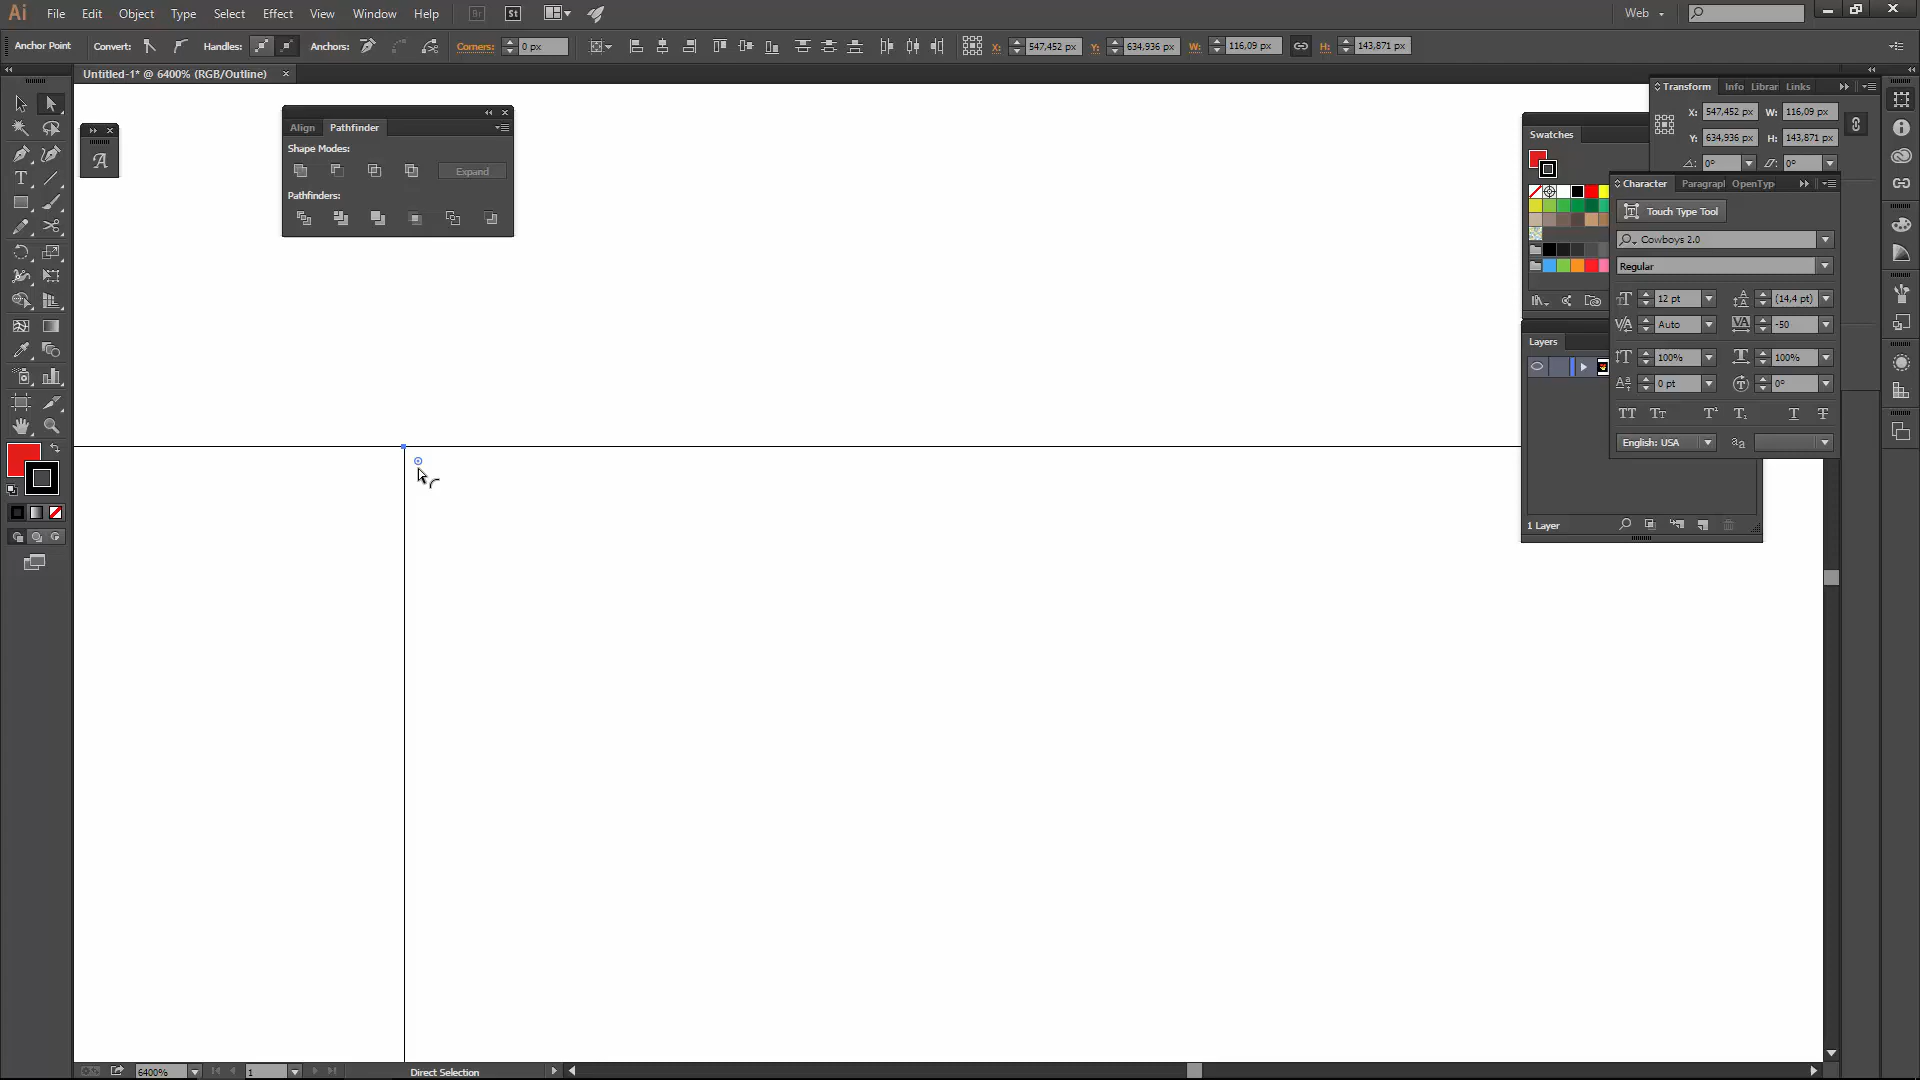 Ai File Edit Object Type Select Effect View Window Help Br St Web
Anchor Point Convert: Handles: Anchors: Corners: 0 px X: 547,452 px Y: 634,936 px W: 116,09 px H: 143,871 px
Untitled-1* @ 6400% (RGB/Outline)
Transform Info Librar Links
X: 547,452 px W: 116,09 px
Y: 634,936 px H: 143,871 px
0° 0°
Align Pathfinder
Shape Modes:
Expand
Pathfinders:
Swatches
Character Paragrapl OpenTyp
Touch Type Tool
Cowboys 2.0
Regular
12 pt (14,4 pt)
Auto -50
100% 100%
0 pt 0°
English: USA
Layers
1 Layer
6400% 1 Direct Selection